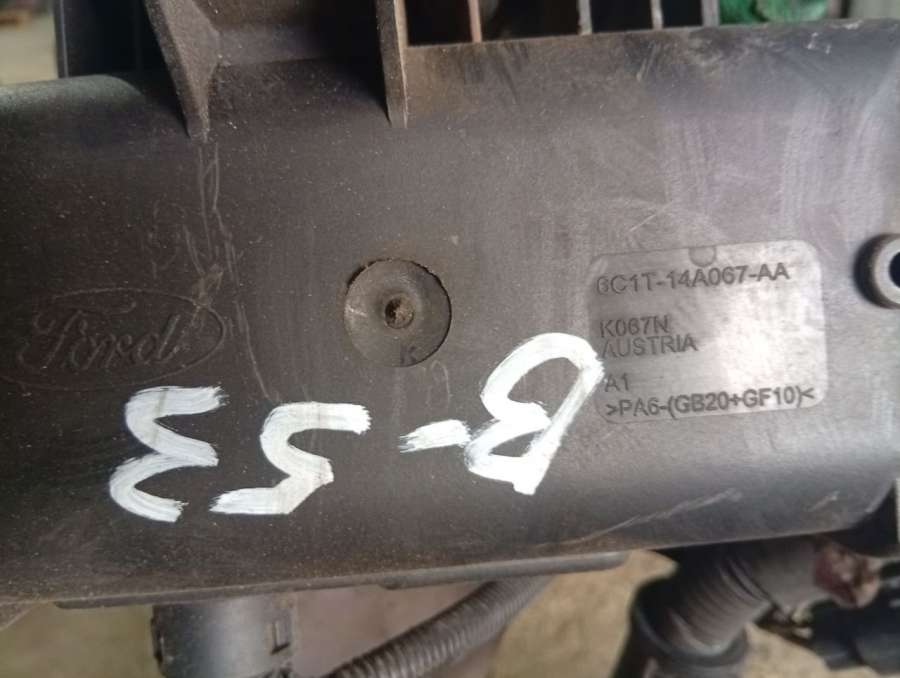 Ford
K
6C1T-14A067-AA
K067N
AUSTRIA
A1
>PA6-(GB20+GF10)<
B-53